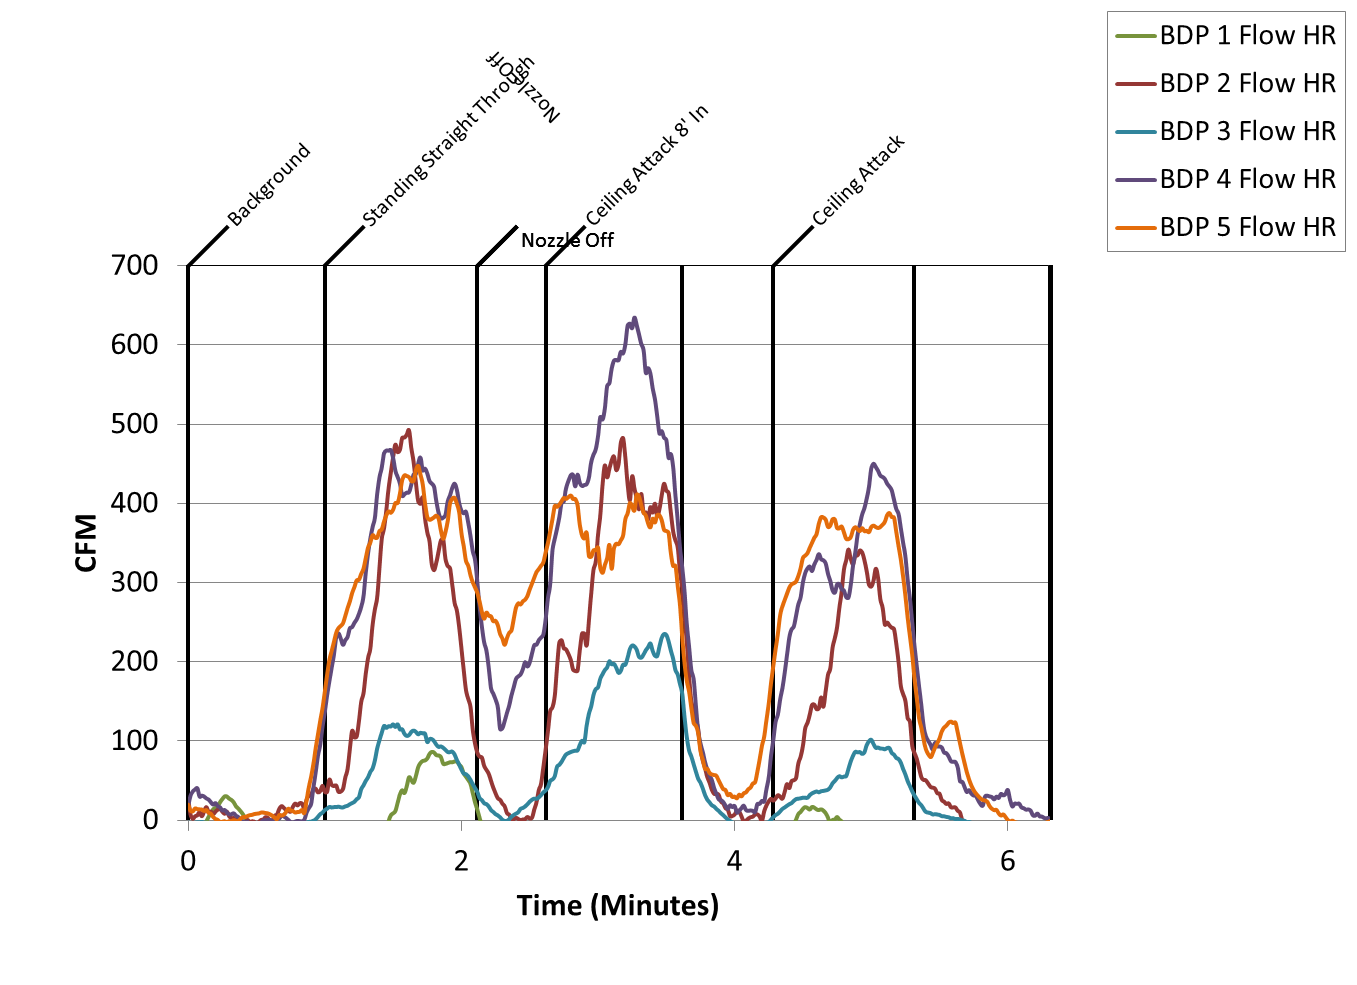 BDP 1 Flow HR
BDP 2 Flow HR
BDP 3 Flow HR
BDP 4 Flow HR
BDP 5 Flow HR
Background
Standing Straight Through
Nozzle Off
Nozzle Off
Ceiling Attack 8' In
Ceiling Attack
700
600
500
400
300
200
100
0
CFM
0
2
4
6
Time (Minutes)